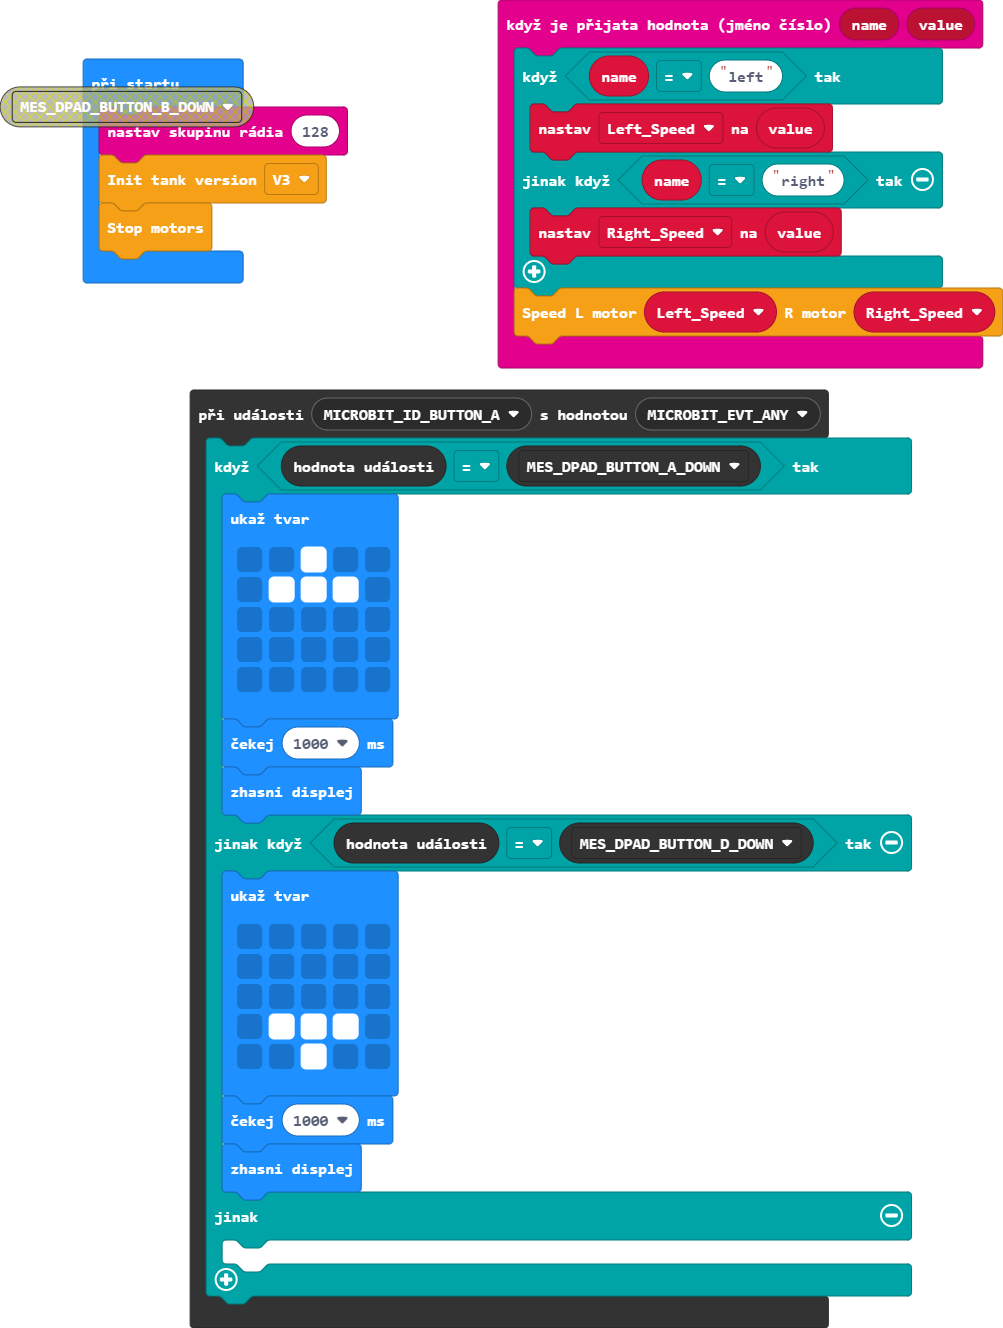 při startu
MES_DPAD_BUTTON_B_DOWN
nastav skupinu rádia 128
Init tank version V3
Stop motors
když je přijata hodnota (jméno číslo) name value
když name = "left" tak
nastav Left_Speed na value
jinak když name = "right" tak
nastav Right_Speed na value
Speed L motor Left_Speed R motor Right_Speed
při události MICROBIT_ID_BUTTON_A s hodnotou MICROBIT_EVT_ANY
když hodnota události = MES_DPAD_BUTTON_A_DOWN tak
ukaž tvar
čekej 1000 ms
zhasni displej
jinak když hodnota události = MES_DPAD_BUTTON_D_DOWN tak
ukaž tvar
čekej 1000 ms
zhasni displej
jinak